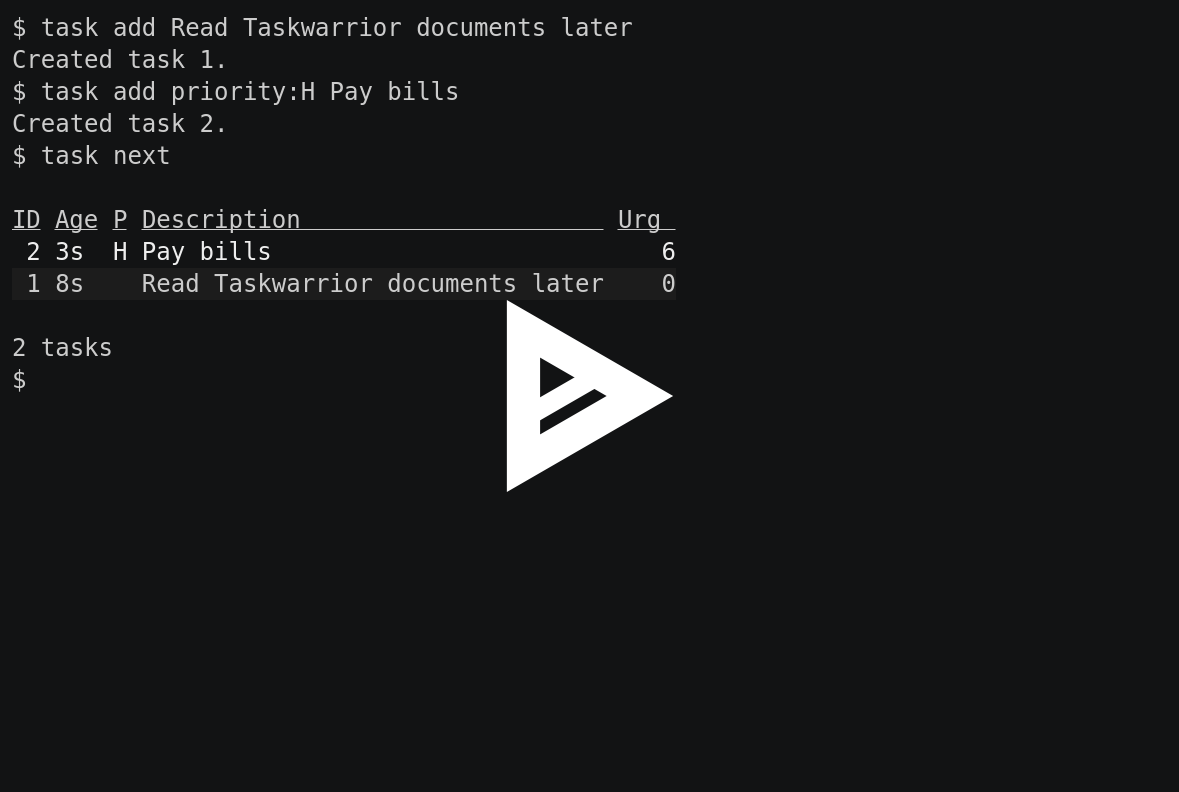 $ task add Read Taskwarrior documents later
Created task 1.
$ task add priority:H Pay bills
Created task 2.
$ task next
ID Age P Description Urg
2 3s H Pay bills 6
1 8s Read Taskwarrior documents later 0
2 tasks
$